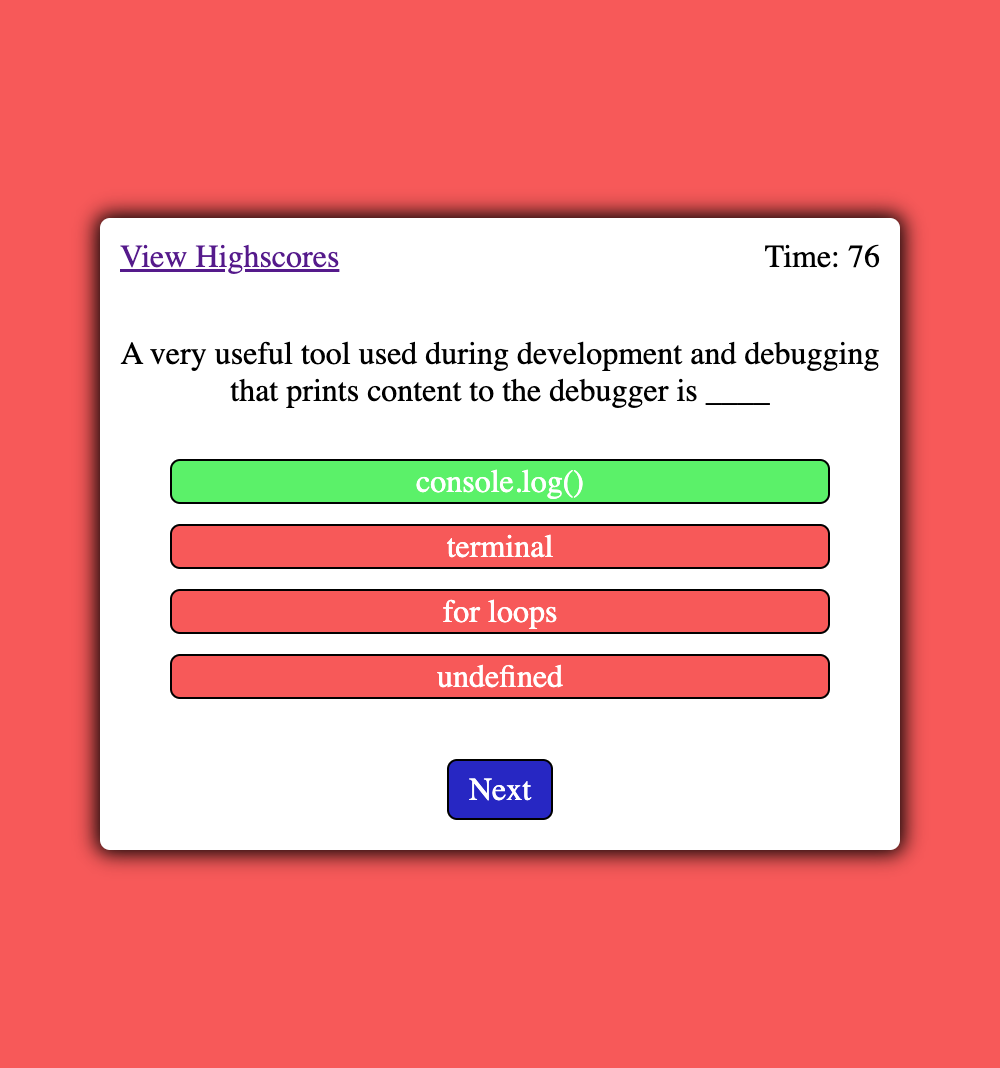 View Highscores
Time: 76
A very useful tool used during development and debugging
that prints content to the debugger is ____
console.log()
terminal
for loops
undefined
Next